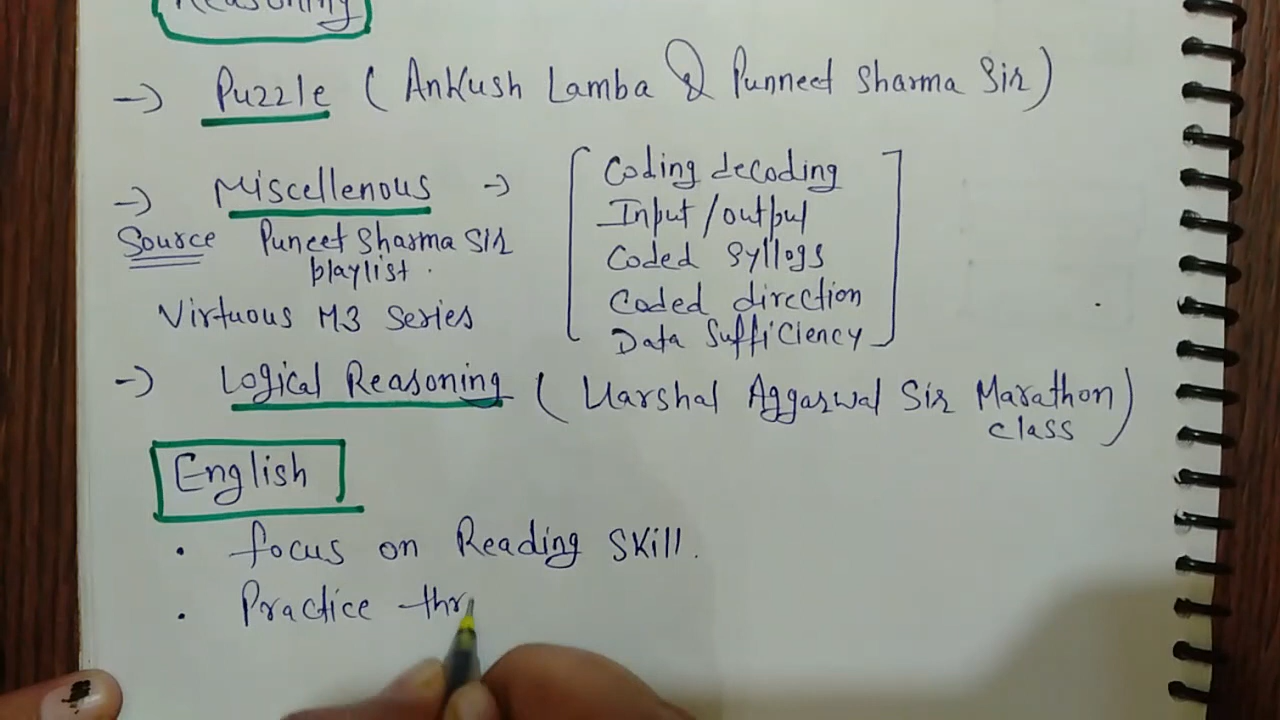 Reasoning
→ Puzzle ( Ankush Lamba & Punneet Sharma Sir )
→ Miscellenous → [ Coding decoding
Input / output
Coded Syllogs
Coded direction
Data Sufficiency ]
Source Puneet Sharma Sir
playlist .
Virtuous M3 Series
→ Logical Reasoning ( Harshal Aggarwal Sir Marathon
class )
English
• focus on Reading Skill .
• Practice thr